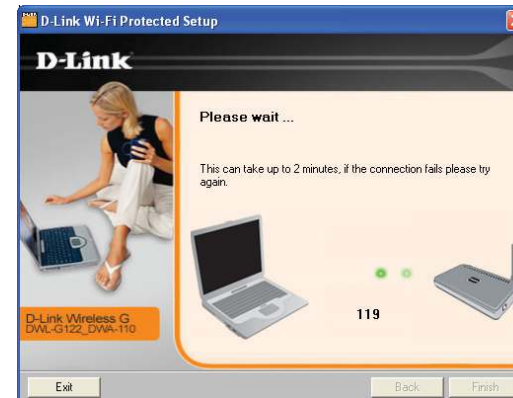 D-Link Wi-Fi Protected Setup
D-Link
Please wait ...
This can take up to 2 minutes, if the connection fails please try
again.
119
D-Link Wireless G
DWL-G122_DWA-110
Exit
Back
Finish